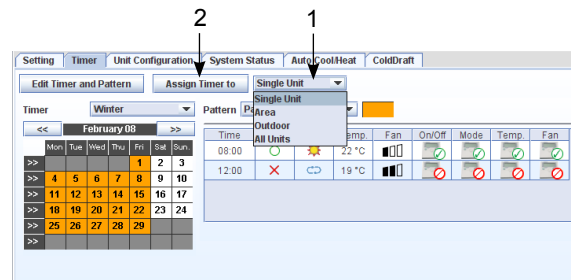 2 1
Setting Timer Unit Configuration System Status Auto Cool/Heat ColdDraft
Edit Timer and Pattern Assign Timer to Single Unit
Single Unit
Area
Outdoor
All Units
Timer Winter Pattern
<< February 08 >>
Mon Tue Wed Thu Fri Sat Sun.
>> 1 2 3
>> 4 5 6 7 8 9 10
>> 11 12 13 14 15 16 17
>> 18 19 20 21 22 23 24
>> 25 26 27 28 29
>>
Time Fan On/Off Mode Temp. Fan
08:00 22 °C
12:00 19 °C